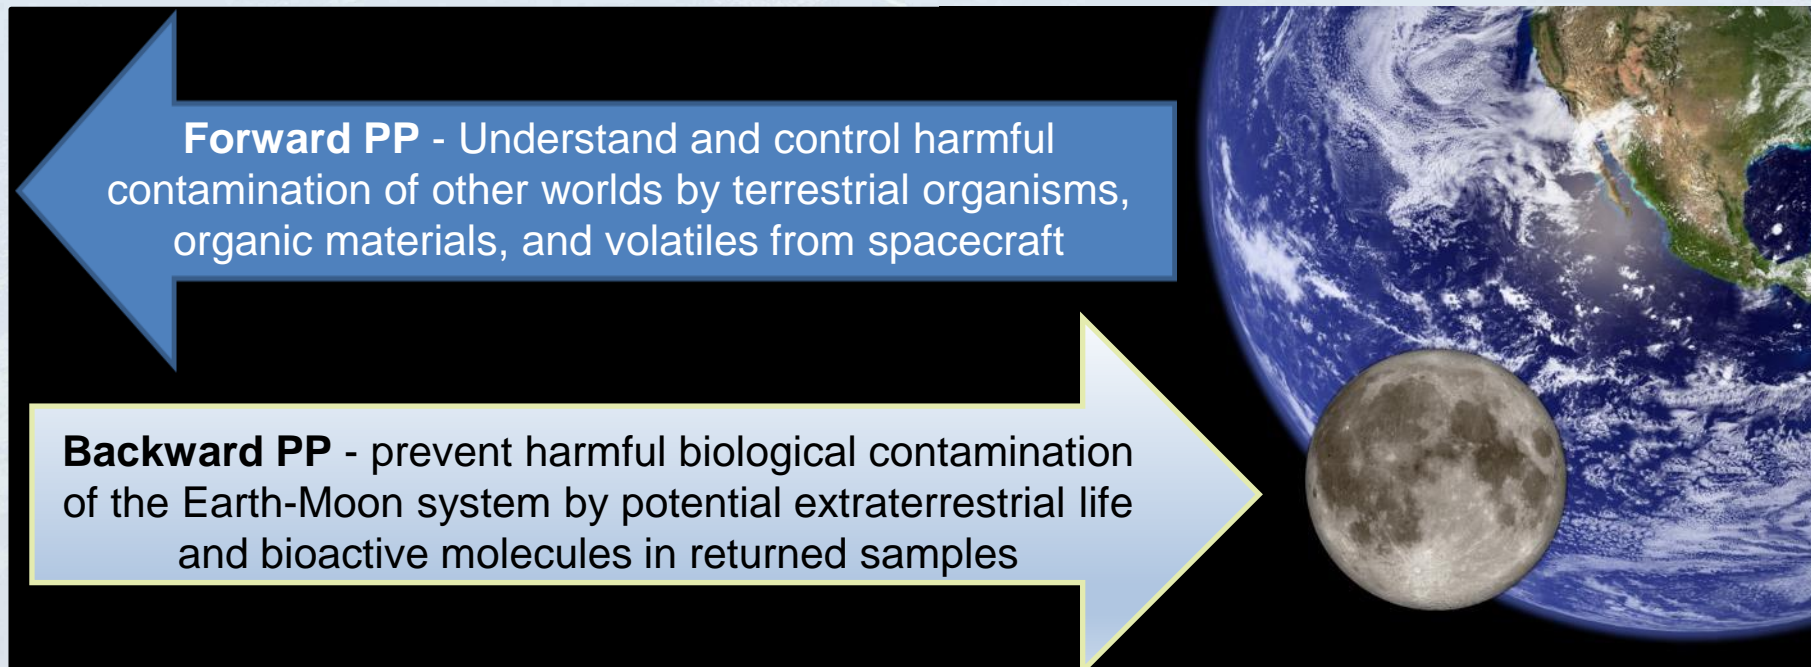 Forward PP - Understand and control harmful
contamination of other worlds by terrestrial organisms,
organic materials, and volatiles from spacecraft
Backward PP - prevent harmful biological contamination
of the Earth-Moon system by potential extraterrestrial life
and bioactive molecules in returned samples